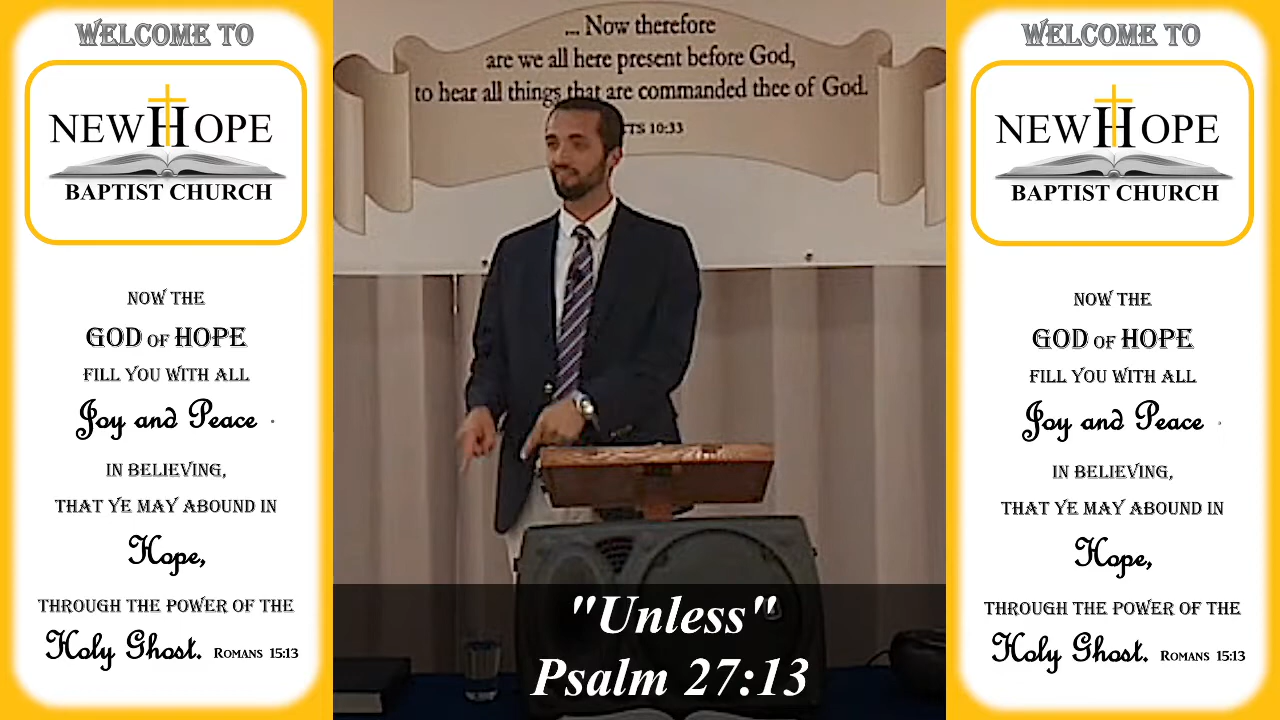 WELCOME TO
NEW HOPE
BAPTIST CHURCH
NOW THE
GOD OF HOPE
FILL YOU WITH ALL
Joy and Peace
IN BELIEVING,
THAT YE MAY ABOUND IN
Hope,
THROUGH THE POWER OF THE
Holy Ghost. ROMANS 15:13
... Now therefore
are we all here present before God,
to hear all things that are commanded thee of God.
10:33
"Unless"
Psalm 27:13
WELCOME TO
NEW HOPE
BAPTIST CHURCH
NOW THE
GOD OF HOPE
FILL YOU WITH ALL
Joy and Peace
IN BELIEVING,
THAT YE MAY ABOUND IN
Hope,
THROUGH THE POWER OF THE
Holy Ghost. ROMANS 15:13